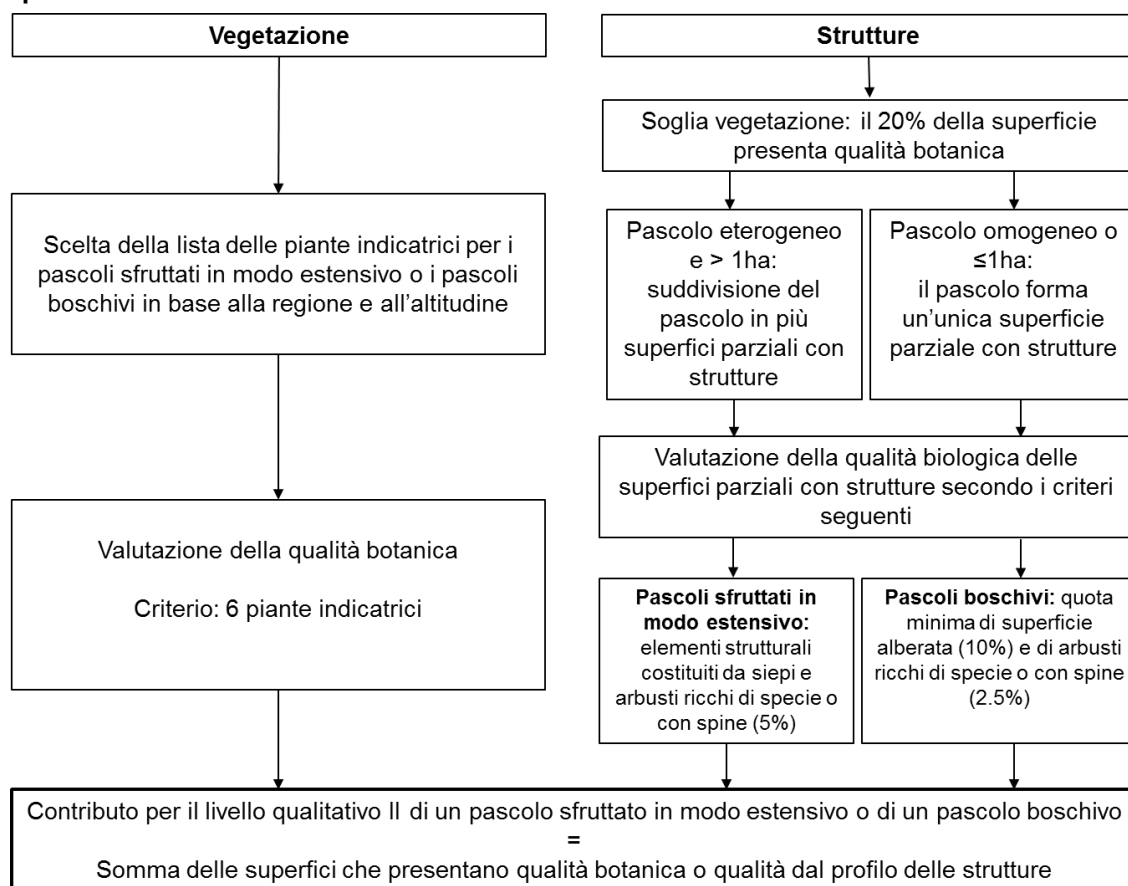 Vegetazione
Scelta della lista delle piante indicatrici per i
pascoli sfruttati in modo estensivo o i pascoli
boschivi in base alla regione e all’altitudine
Valutazione della qualità botanica
Criterio: 6 piante indicatrici
Strutture
Soglia vegetazione: il 20% della superficie
presenta qualità botanica
Pascolo eterogeneo
e > 1ha:
suddivisione del
pascolo in più
superfici parziali con
strutture
Pascolo omogeneo o
≤1ha:
il pascolo forma
un’unica superficie
parziale con strutture
Valutazione della qualità biologica delle
superfici parziali con strutture secondo i criteri
seguenti
Pascoli sfruttati in
modo estensivo:
elementi strutturali
costituiti da siepi e
arbusti ricchi di specie o
con spine (5%)
Pascoli boschivi: quota
minima di superficie
alberata (10%) e di arbusti
ricchi di specie o con spine
(2.5%)
Contributo per il livello qualitativo II di un pascolo sfruttato in modo estensivo o di un pascolo boschivo
=
Somma delle superfici che presentano qualità botanica o qualità dal profilo delle strutture